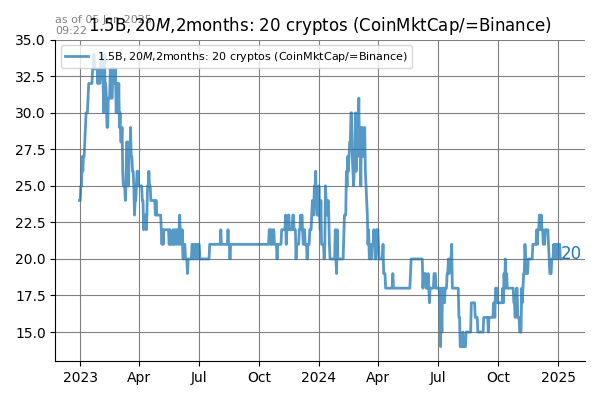 as of 05 Jan 2025
09:22
1.5B, 20M, 2months: 20 cryptos (CoinMktCap/=Binance)
1.5B, 20M, 2months: 20 cryptos (CoinMktCap/=Binance)
35.0
32.5
30.0
27.5
25.0
22.5
20.0
17.5
15.0
20
2023
Apr
Jul
Oct
2024
Apr
Jul
Oct
2025